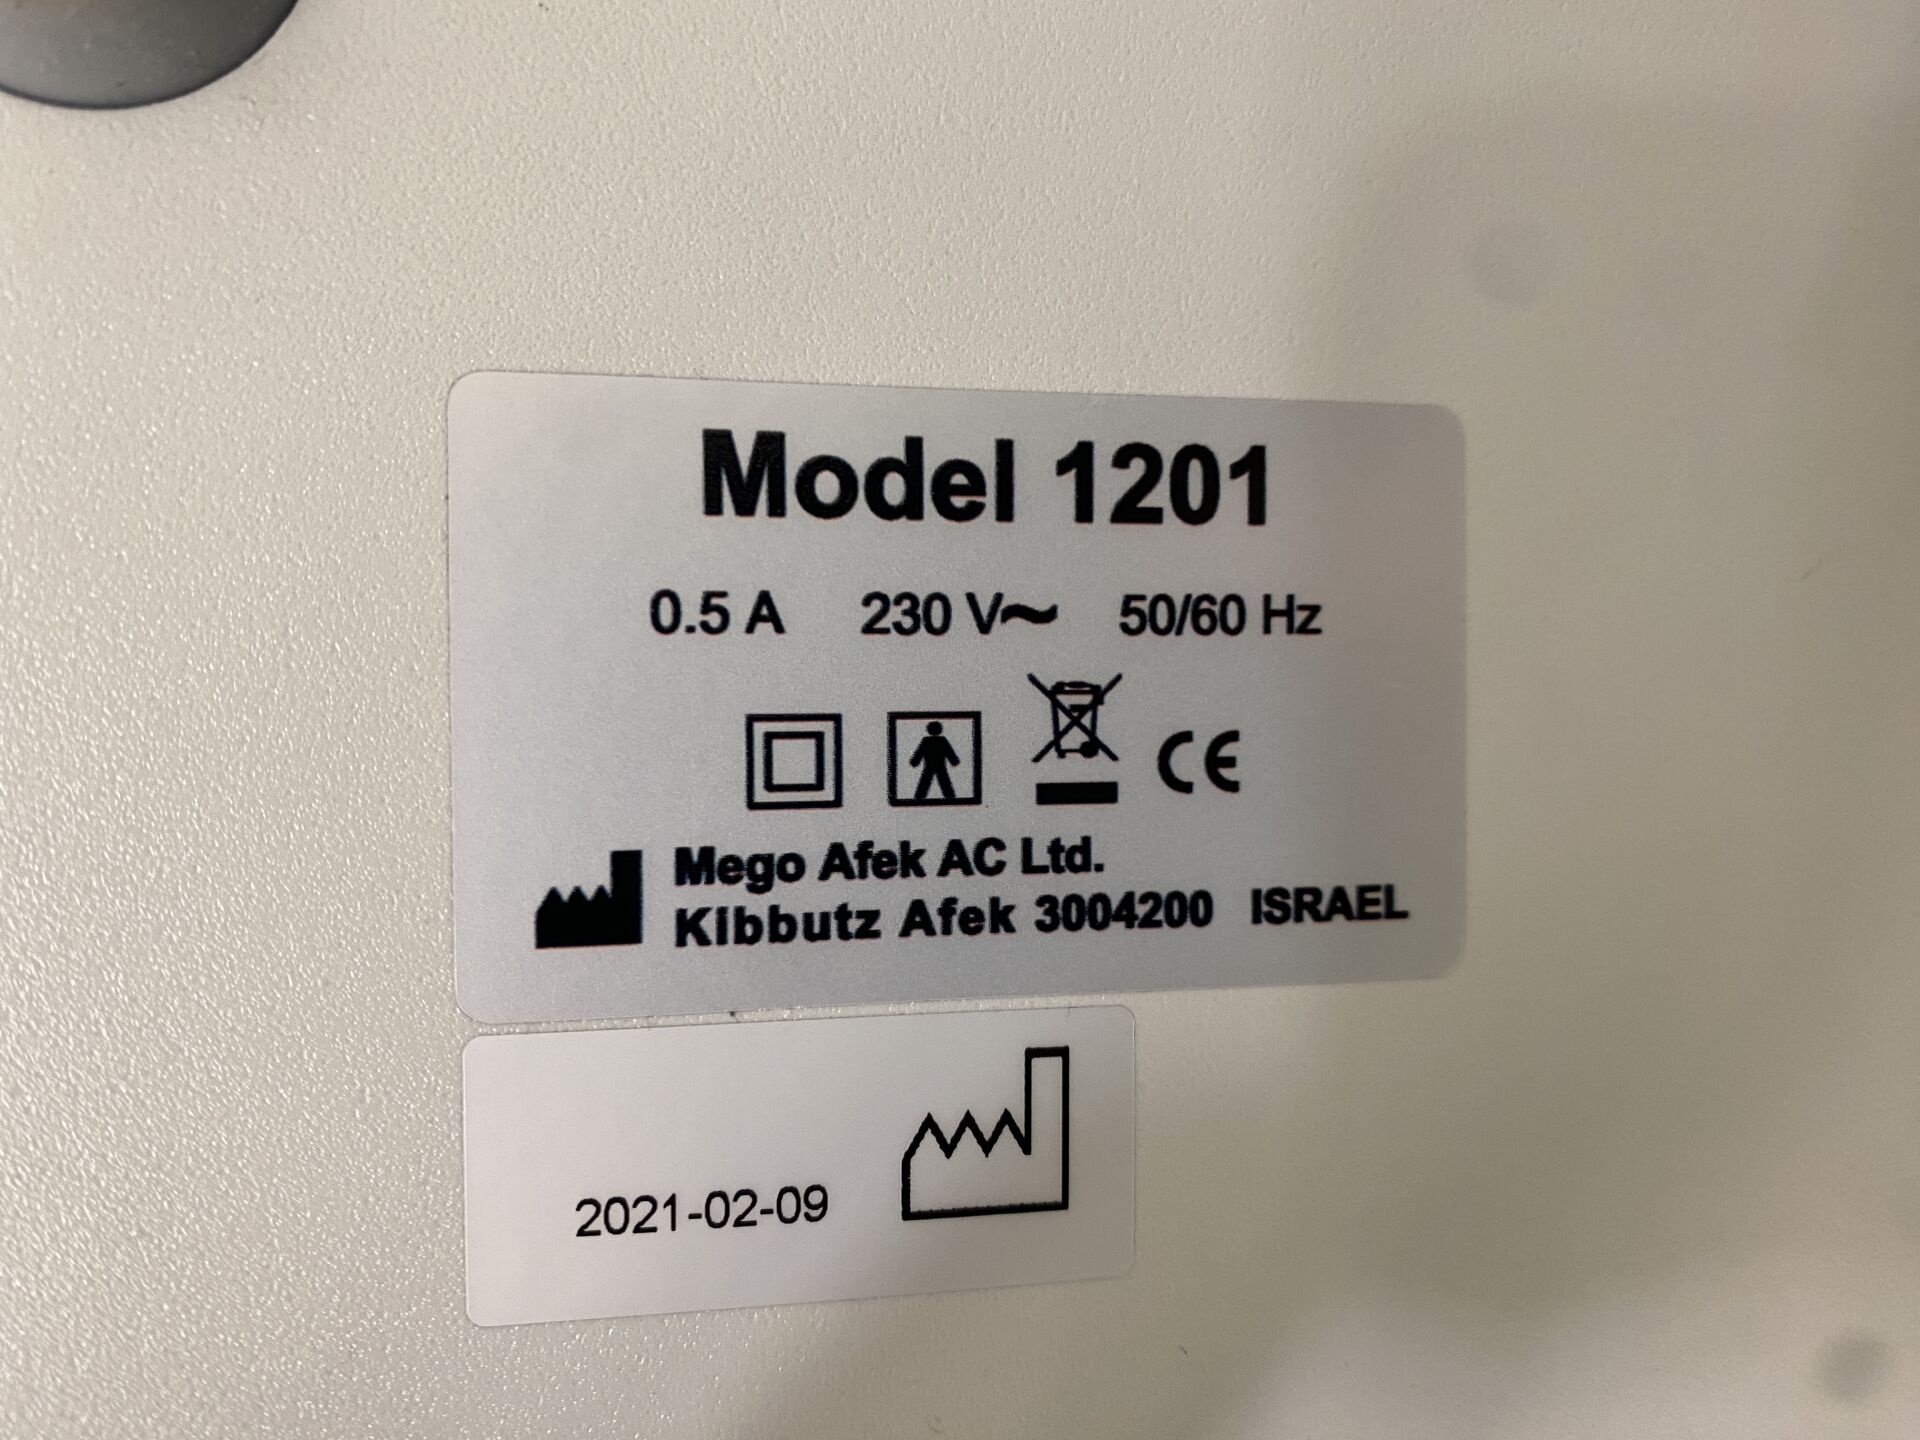 Model 1201
0.5 A 230 V~ 50/60 Hz
CE
Mego Afek AC Ltd.
Kibbutz Afek 3004200 ISRAEL
2021-02-09